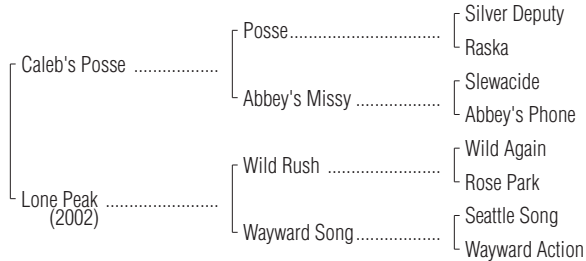 Silver Deputy
Posse
Raska
Caleb's Posse
Slewacide
Abbey's Missy
Abbey's Phone
Wild Again
Wild Rush
Rose Park
Lone Peak
(2002)
Seattle Song
Wayward Song
Wayward Action